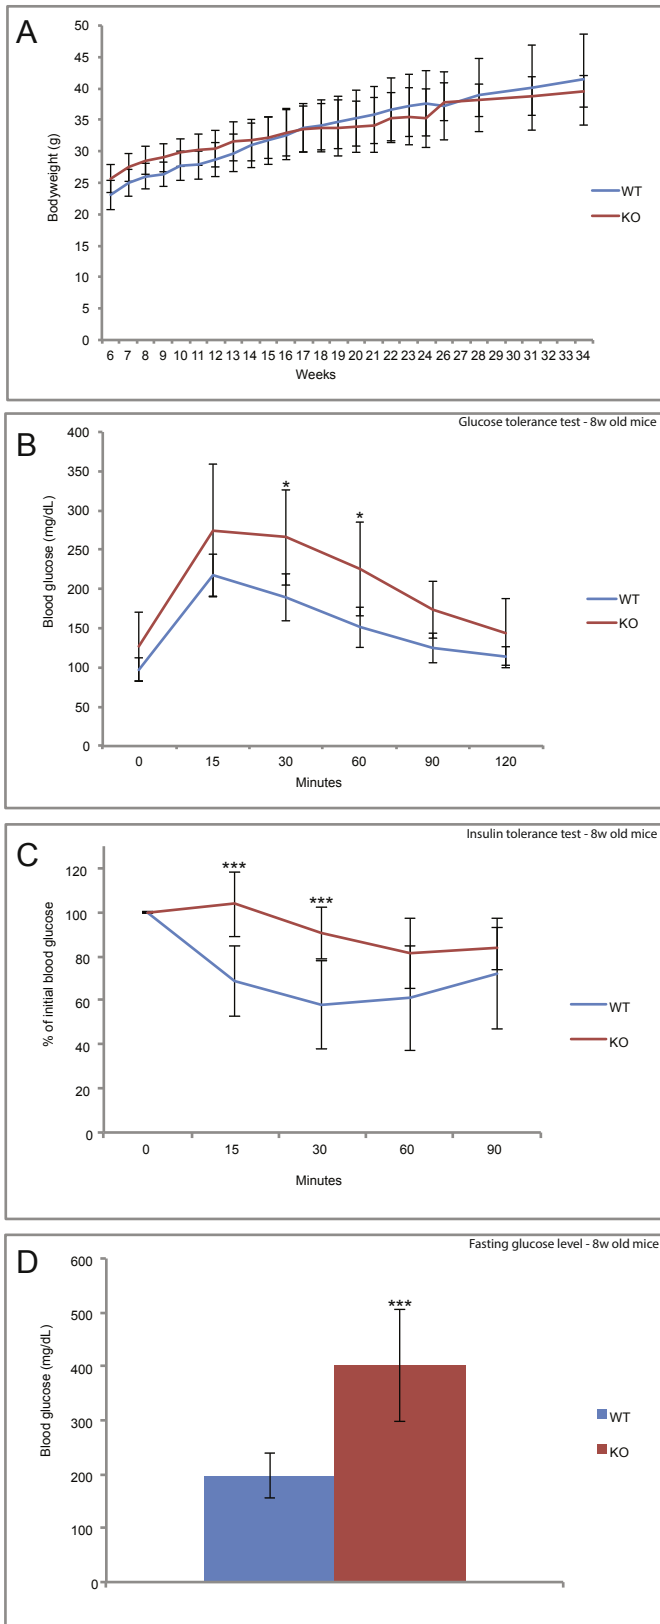 A
50
45
40
35
30
25
20
15
10
5
0
Bodyweight (g)
6 7 8 9 10 11 12 13 14 15 16 17 18 19 20 21 22 23 24 26 27 28 29 30 31 32 33 34
Weeks
WT
KO
B
Glucose tolerance test - 8w old mice
400
350
300
250
200
150
100
50
0
Blood glucose (mg/dL)
*
*
0 15 30 60 90 120
Minutes
WT
KO
C
Insulin tolerance test - 8w old mice
120
100
80
60
40
20
0
% of initial blood glucose
***
***
0 15 30 60 90
Minutes
WT
KO
D
Fasting glucose level - 8w old mice
600
500
400
300
200
100
0
Blood glucose (mg/dL)
***
WT
KO